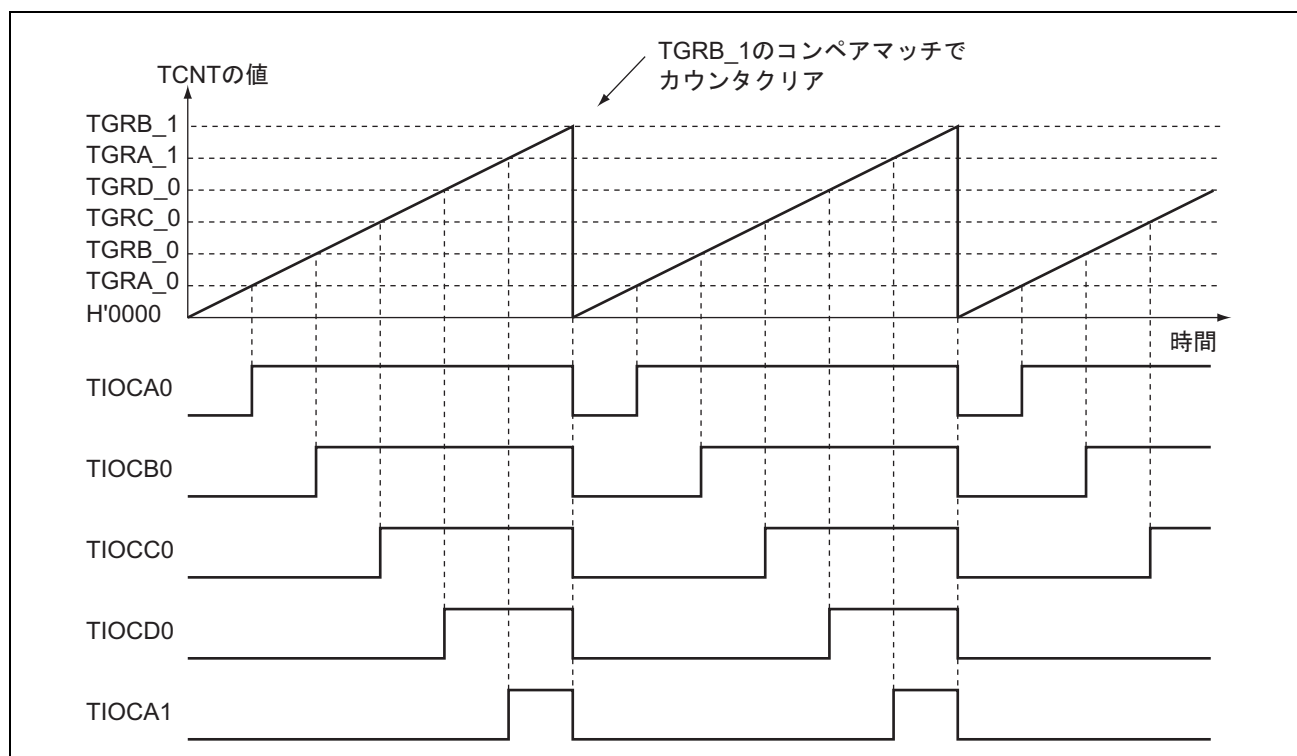 TGRB_1のコンペアマッチで
カウンタクリア
TCNTの値
TGRB_1
TGRA_1
TGRD_0
TGRC_0
TGRB_0
TGRA_0
H'0000
時間
TIOCA0
TIOCB0
TIOCC0
TIOCD0
TIOCA1